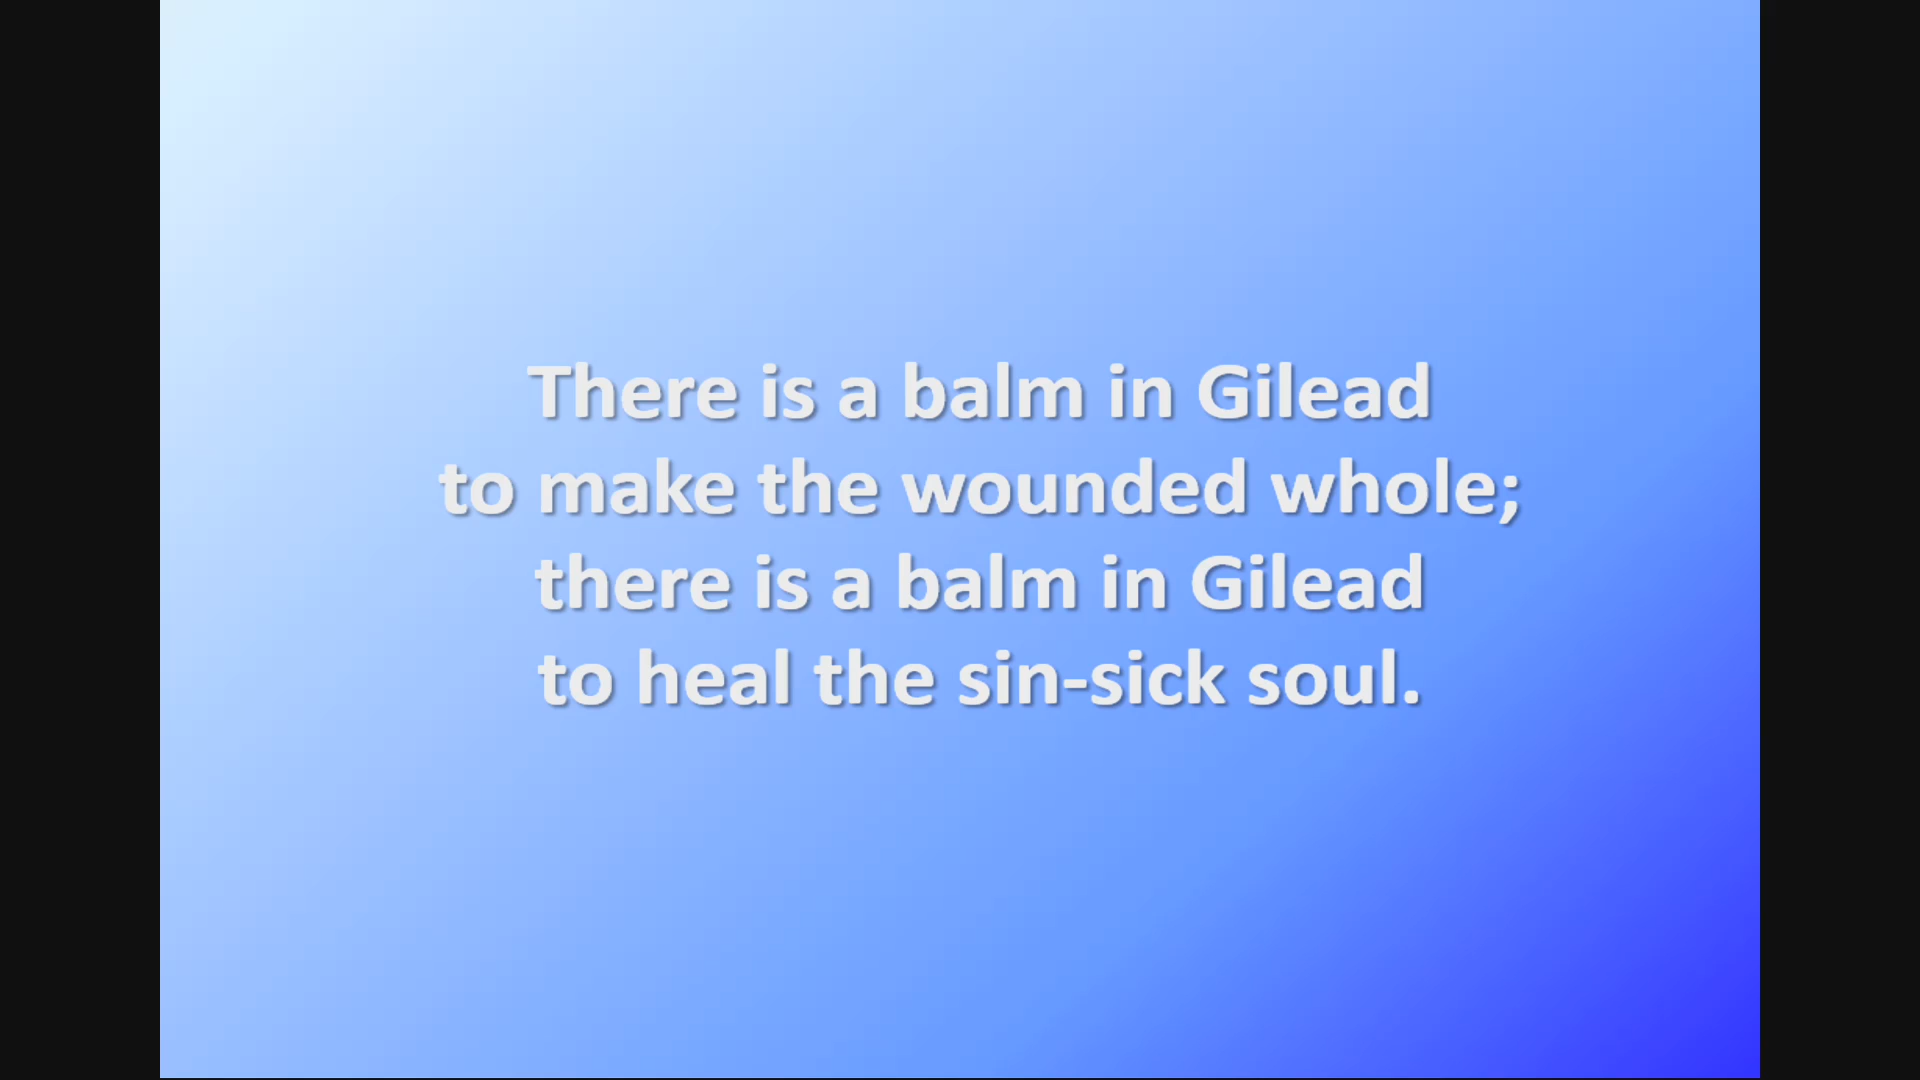 There is a balm in Gilead
to make the wounded whole;
there is a balm in Gilead
to heal the sin-sick soul.